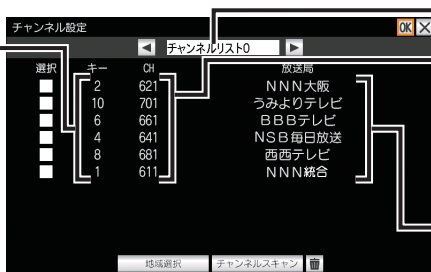 チャンネル設定
OK
チャンネルリスト0
選択 キー CH 放送局
2 621 NNN大阪
10 701 うみよりテレビ
6 661 BBBテレビ
4 641 NSB毎日放送
8 681 西西テレビ
1 611 NNN統合
地域選択 チャンネルスキャン